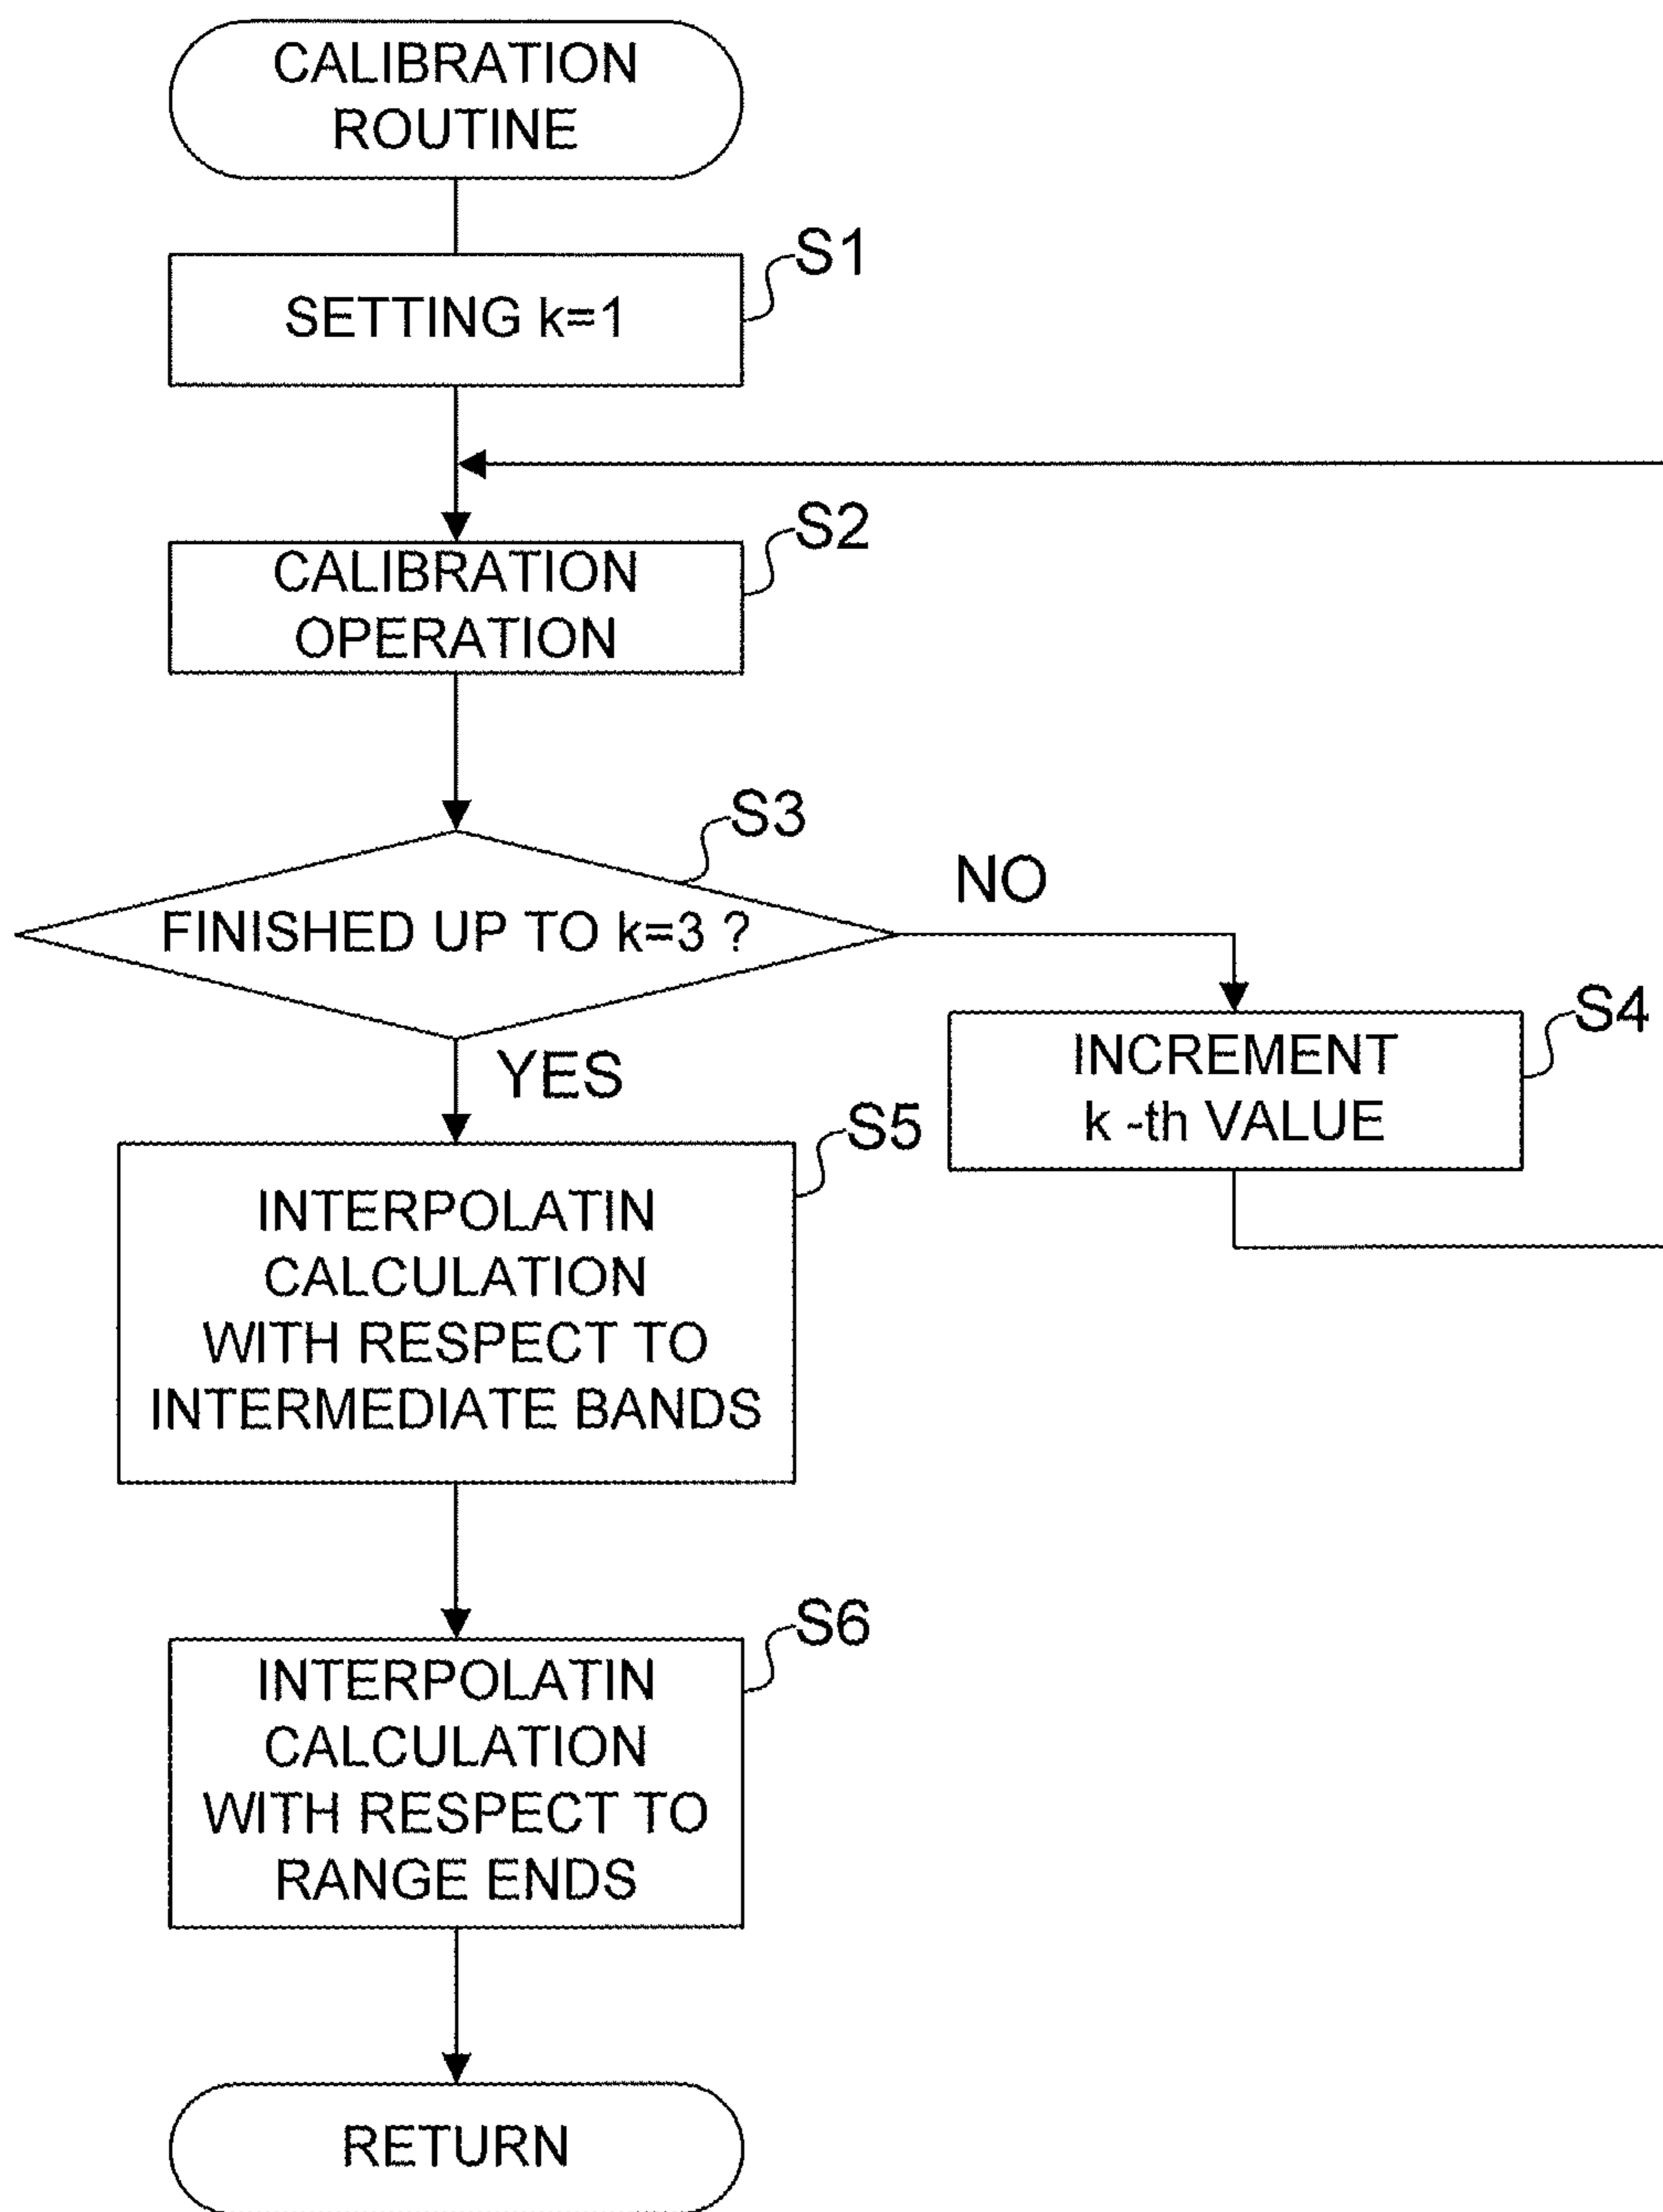 CALIBRATION
ROUTINE
S1
SETTING k=1
S2
CALIBRATION
OPERATION
S3
FINISHED UP TO k=3 ?
NO
YES
S4
INCREMENT
k -th VALUE
S5
INTERPOLATIN
CALCULATION
WITH RESPECT TO
INTERMEDIATE BANDS
S6
INTERPOLATIN
CALCULATION
WITH RESPECT TO
RANGE ENDS
RETURN